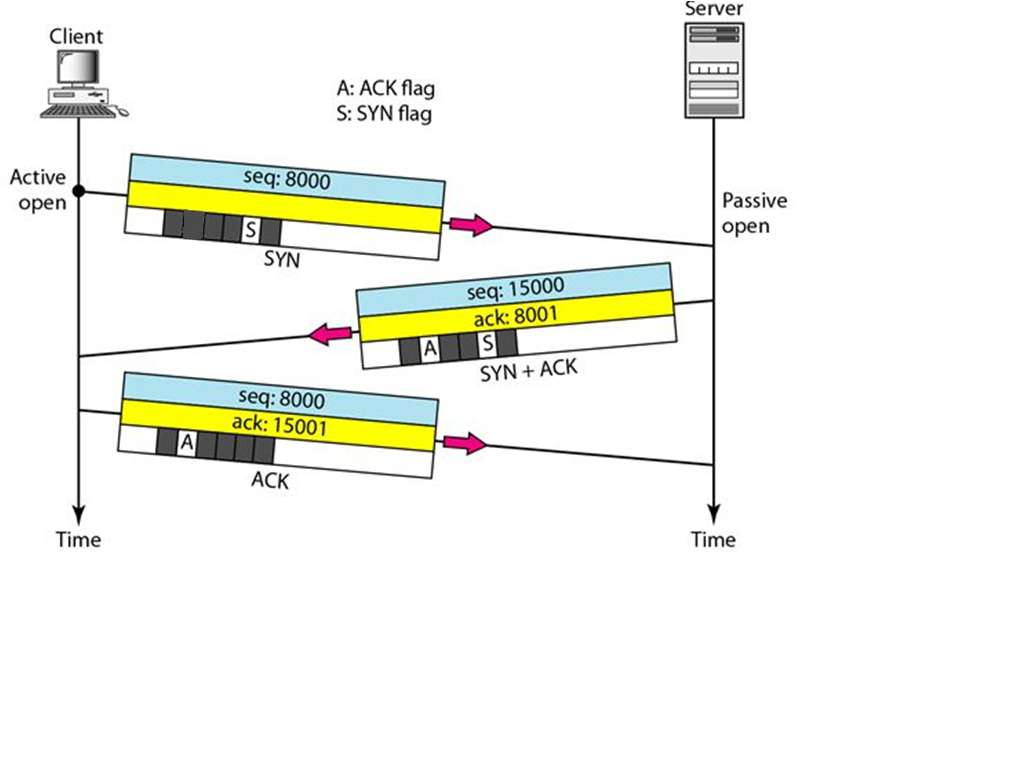 Client
Server
A: ACK flag
S: SYN flag
Active
open
seq: 8000
S
SYN
Passive
open
seq: 15000
ack: 8001
A
S
SYN + ACK
seq: 8000
ack: 15001
A
ACK
Time
Time